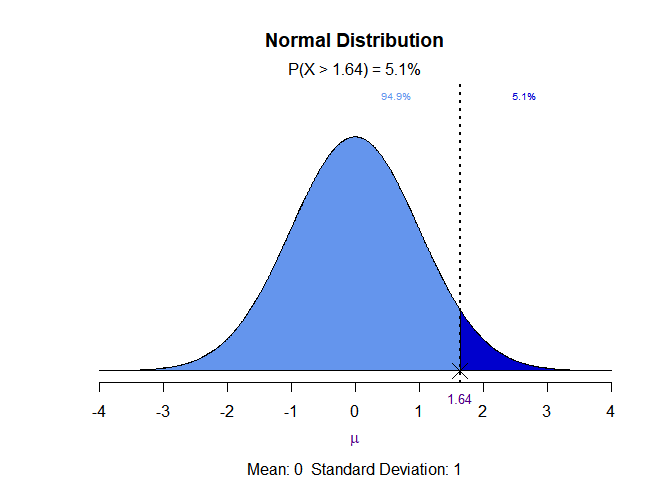 Normal Distribution
P(X > 1.64) = 5.1%
94.9% 5.1%
1.64
-4 -3 -2 -1 0 1 2 3 4
μ
Mean: 0 Standard Deviation: 1